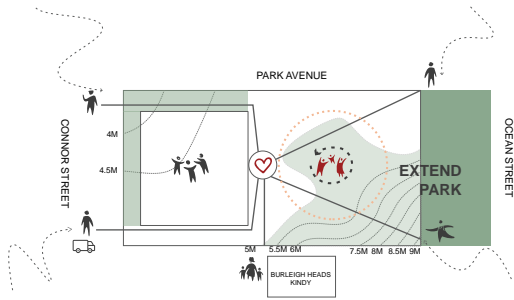 PARK AVENUE
CONNOR STREET
OCEAN STREET
4M
4.5M
EXTEND
PARK
5M 5.5M 6M 7.5M 8M 8.5M 9M
BURLEIGH HEADS
KINDY